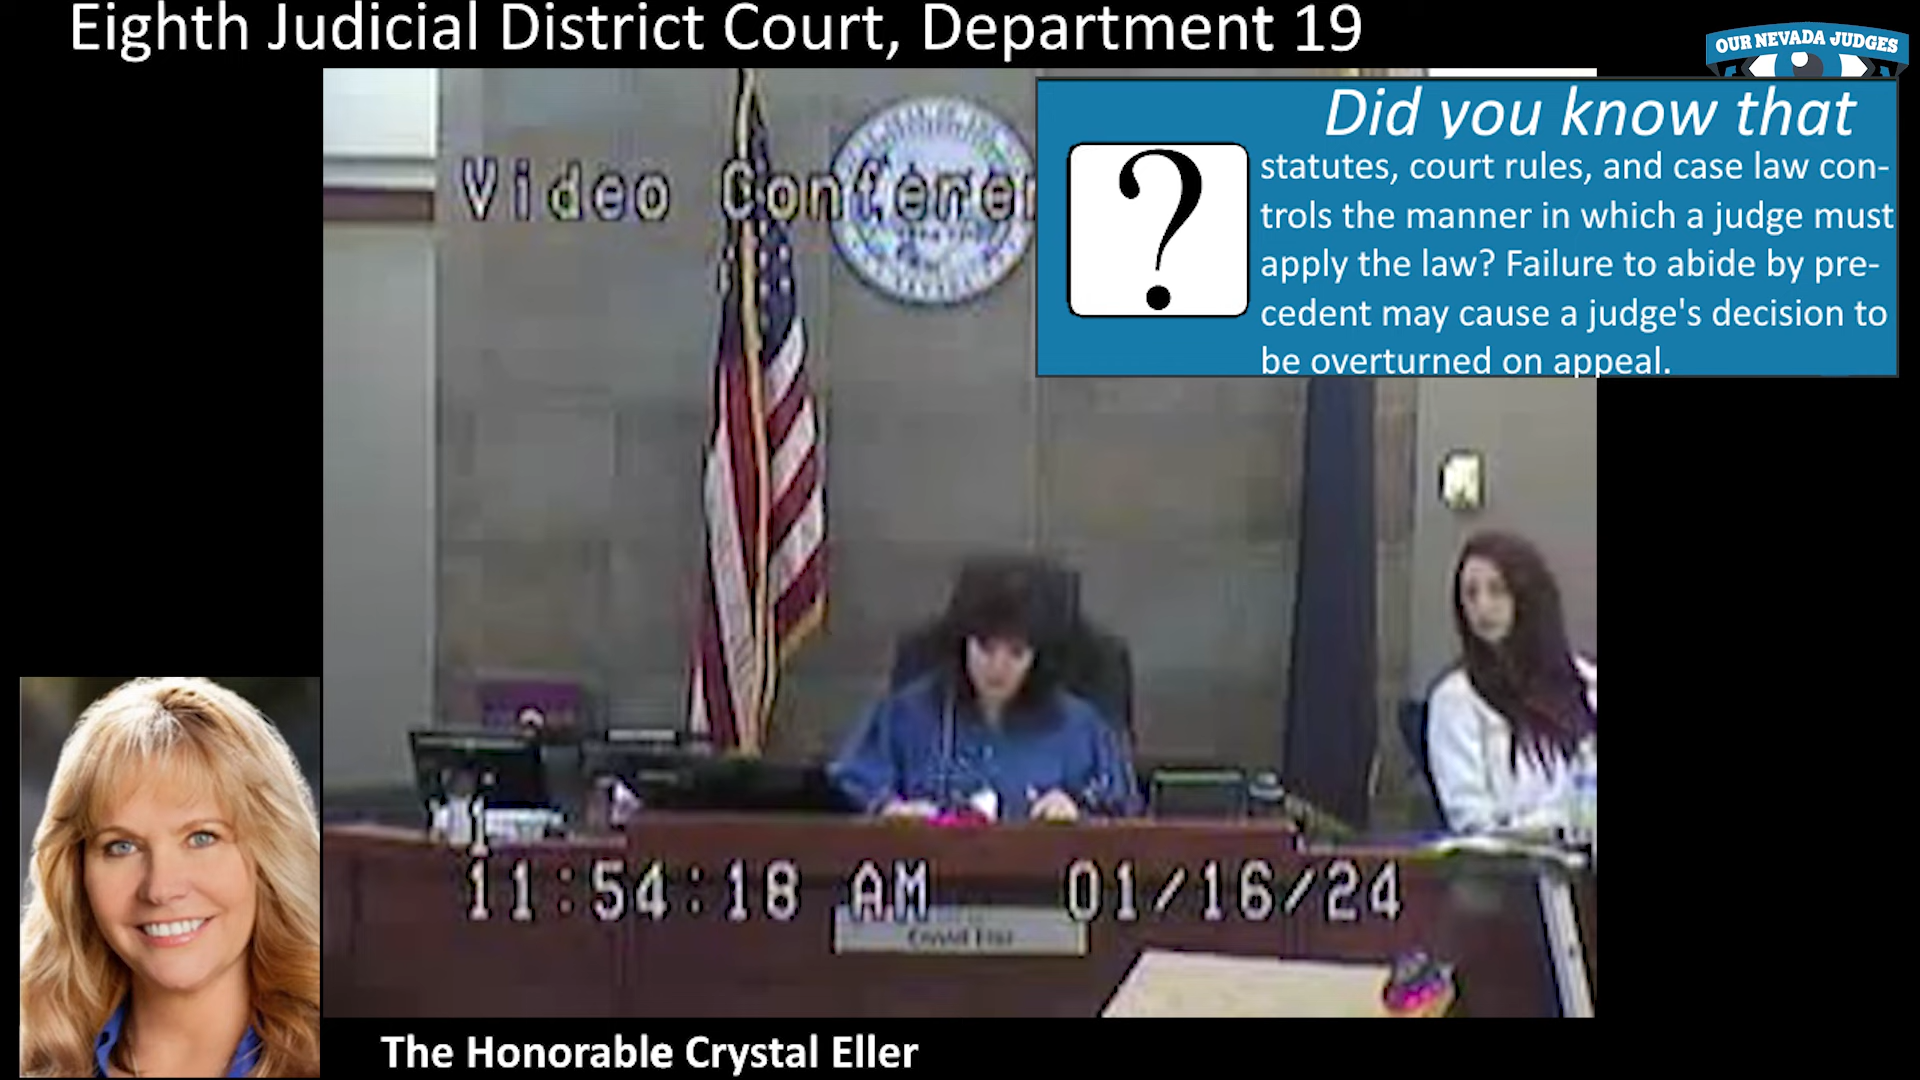 Eighth Judicial District Court, Department 19
OUR NEVADA JUDGES
Did you know that
statutes, court rules, and case law con-
trols the manner in which a judge must
apply the law? Failure to abide by pre-
cedent may cause a judge's decision to
be overturned on appeal.
?
Video
1
11:54:18 AM 01/16/24
Crystal Eller
The Honorable Crystal Eller